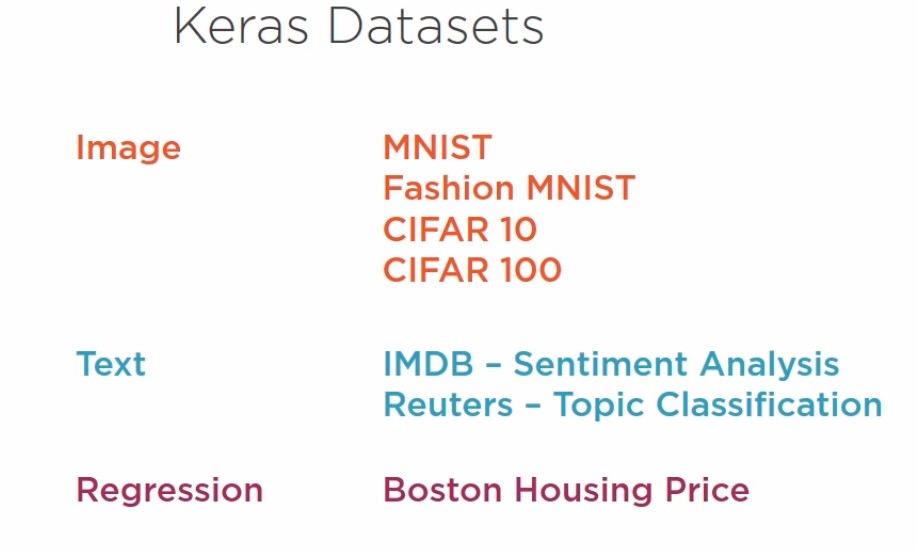 Keras Datasets
Image
MNIST
Fashion MNIST
CIFAR 10
CIFAR 100
Text
IMDB – Sentiment Analysis
Reuters – Topic Classification
Regression
Boston Housing Price